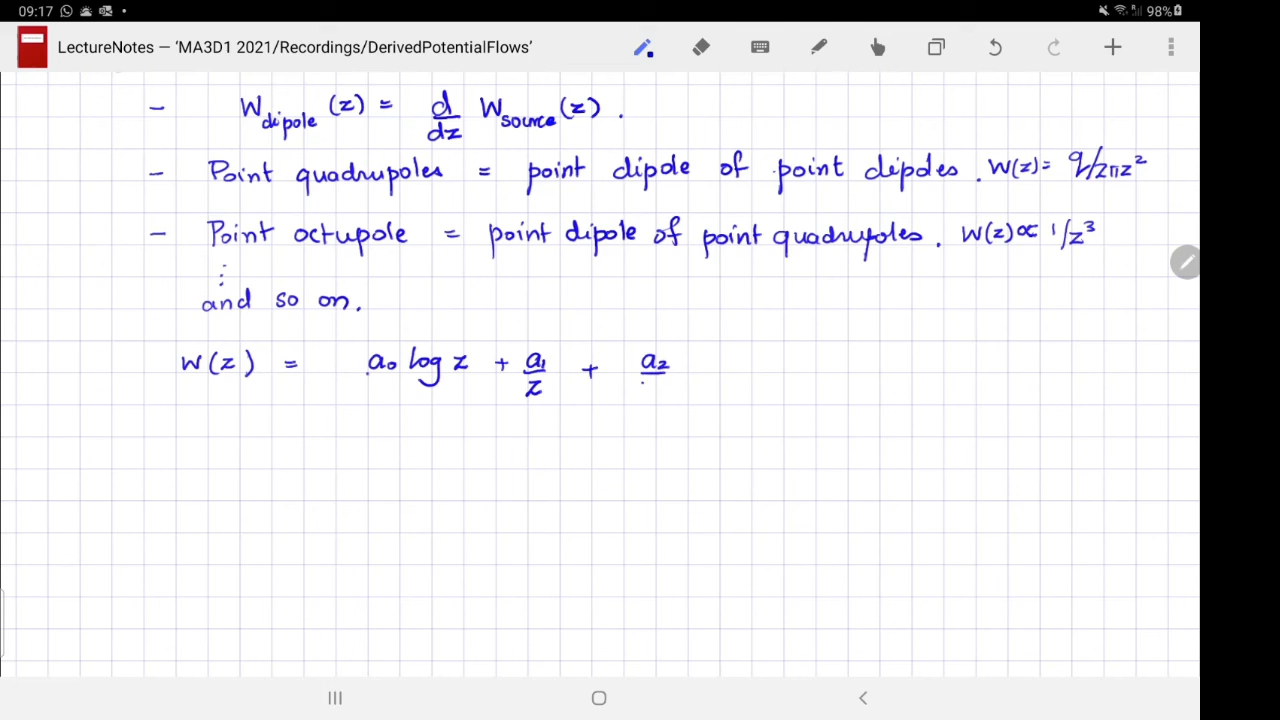 09:17 98%
LectureNotes — ‘MA3D1 2021/Recordings/DerivedPotentialFlows’
- W_dipole (z) = d/dz W_source (z) .
- Point quadrupoles = point dipole of point dipoles . W(z) = q/2πz²
- Point octupole = point dipole of point quadrupoles . W(z) ∝ 1/z³
⋮
and so on .
W(z) = a₀ log z + a₁/z + a₂